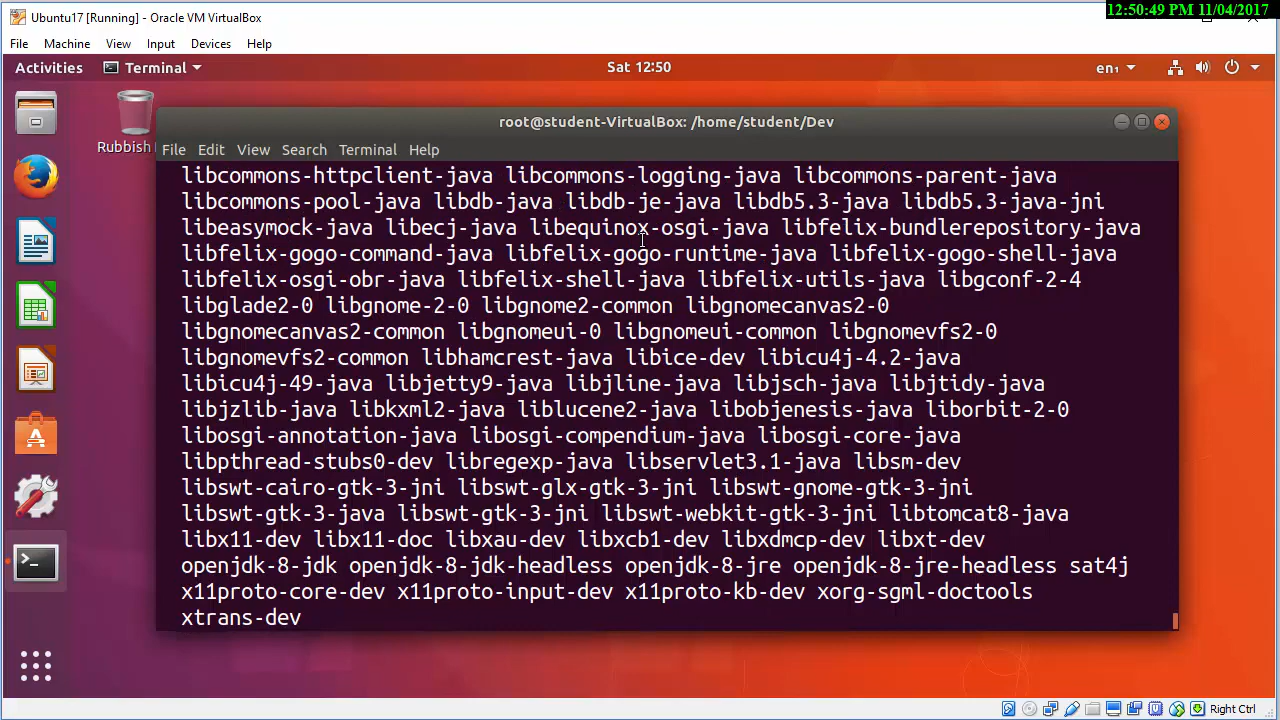 Ubuntu17 [Running] - Oracle VM VirtualBox
12:50:49 PM 11/04/2017
File Machine View Input Devices Help
Activities Terminal Sat 12:50 en₁
Rubbish
root@student-VirtualBox: /home/student/Dev
File Edit View Search Terminal Help
libcommons-httpclient-java libcommons-logging-java libcommons-parent-java
libcommons-pool-java libdb-java libdb-je-java libdb5.3-java libdb5.3-java-jni
libeasymock-java libecj-java libequinox-osgi-java libfelix-bundlerepository-java
libfelix-gogo-command-java libfelix-gogo-runtime-java libfelix-gogo-shell-java
libfelix-osgi-obr-java libfelix-shell-java libfelix-utils-java libgconf-2-4
libglade2-0 libgnome-2-0 libgnome2-common libgnomecanvas2-0
libgnomecanvas2-common libgnomeui-0 libgnomeui-common libgnomevfs2-0
libgnomevfs2-common libhamcrest-java libice-dev libicu4j-4.2-java
libicu4j-49-java libjetty9-java libjline-java libjsch-java libjtidy-java
libjzlib-java libkxml2-java liblucene2-java libobjenesis-java liborbit-2-0
libosgi-annotation-java libosgi-compendium-java libosgi-core-java
libpthread-stubs0-dev libregexp-java libservlet3.1-java libsm-dev
libswt-cairo-gtk-3-jni libswt-glx-gtk-3-jni libswt-gnome-gtk-3-jni
libswt-gtk-3-java libswt-gtk-3-jni libswt-webkit-gtk-3-jni libtomcat8-java
libx11-dev libx11-doc libxau-dev libxcb1-dev libxdmcp-dev libxt-dev
openjdk-8-jdk openjdk-8-jdk-headless openjdk-8-jre openjdk-8-jre-headless sat4j
x11proto-core-dev x11proto-input-dev x11proto-kb-dev xorg-sgml-doctools
xtrans-dev
Right Ctrl